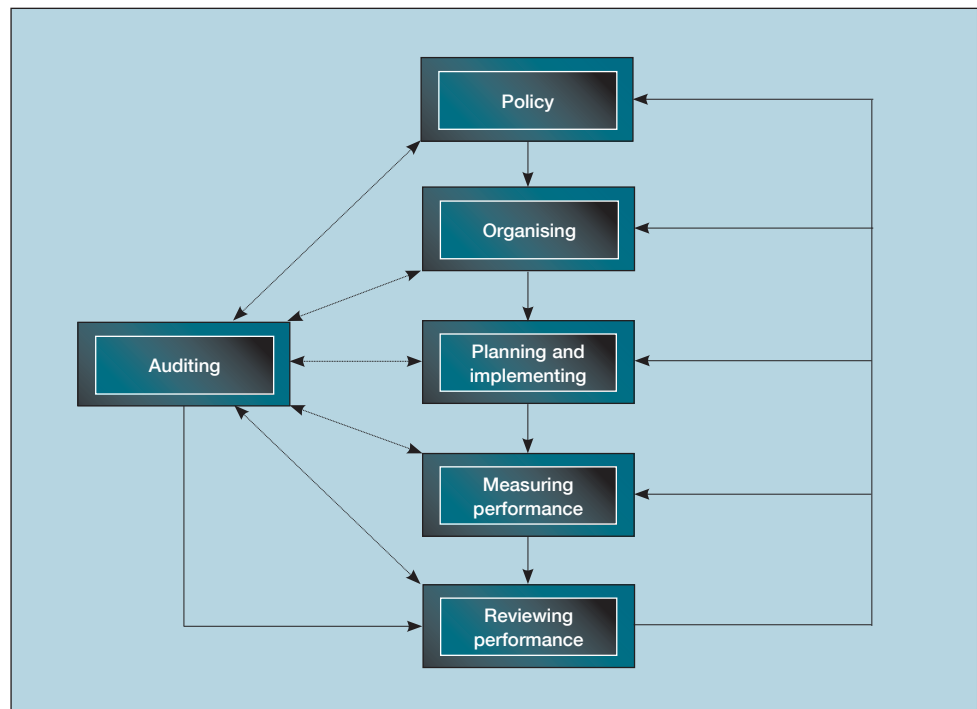 Policy
Organising
Auditing
Planning and
implementing
Measuring
performance
Reviewing
performance